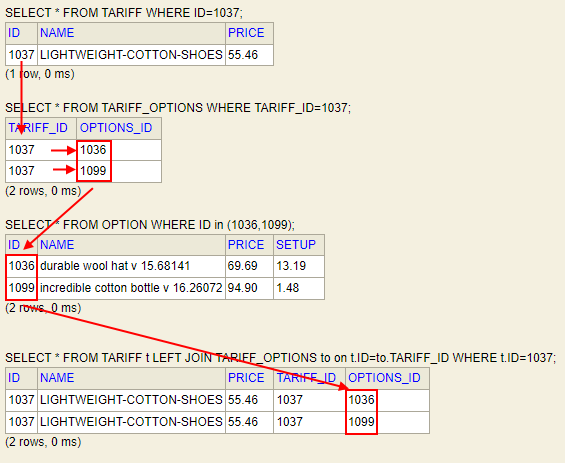 SELECT * FROM TARIFF WHERE ID=1037;
ID NAME PRICE
1037 LIGHTWEIGHT-COTTON-SHOES 55.46
(1 row, 0 ms)
SELECT * FROM TARIFF_OPTIONS WHERE TARIFF_ID=1037;
TARIFF_ID OPTIONS_ID
1037 1036
1037 1099
(2 rows, 0 ms)
SELECT * FROM OPTION WHERE ID in (1036,1099);
ID NAME PRICE SETUP
1036 durable wool hat v 15.68141 69.69 13.19
1099 incredible cotton bottle v 16.26072 94.90 1.48
(2 rows, 0 ms)
SELECT * FROM TARIFF t LEFT JOIN TARIFF_OPTIONS to on t.ID=to.TARIFF_ID WHERE t.ID=1037;
ID NAME PRICE TARIFF_ID OPTIONS_ID
1037 LIGHTWEIGHT-COTTON-SHOES 55.46 1037 1036
1037 LIGHTWEIGHT-COTTON-SHOES 55.46 1037 1099
(2 rows, 0 ms)